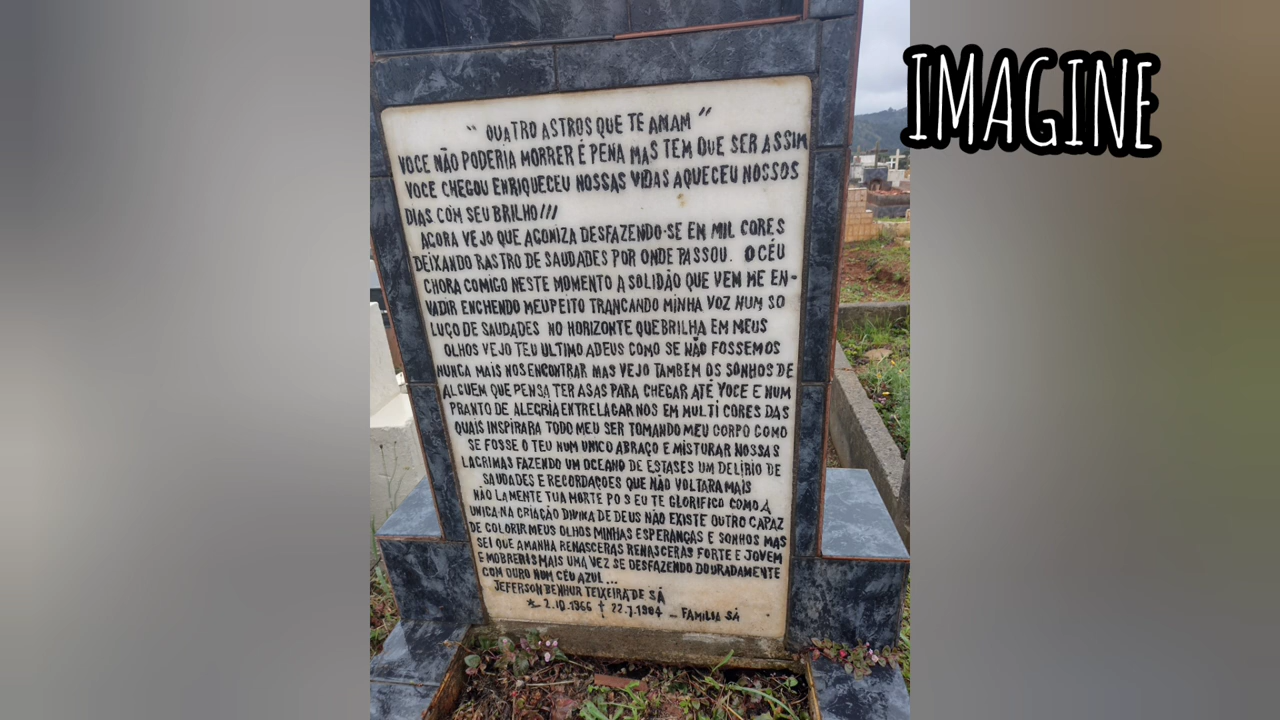 IMAGINE
" QUATRO ASTROS QUE TE AMAM "
VOCE NÃO PODERIA MORRER É PENA MAS TEM QUE SER ASSIM
VOCE CHEGOU ENRIQUECEU NOSSAS VIDAS AQUECEU NOSSOS
DIAS COM SEU BRILHO!!!
AGORA VEJO QUE AGONIZA DESFAZENDO-SE EM MIL CORES
DEIXANDO RASTRO DE SAUDADES POR ONDE PASSOU. O CÉU
CHORA COMIGO NESTE MOMENTO A SOLIDÃO QUE VEM ME EN-
VADIR ENCHENDO MEU PEITO TRANCANDO MINHA VOZ NUM SO
LUÇO DE SAUDADES NO HORIZONTE QUE BRILHA EM MEUS
OLHOS VEJO TEU ULTIMO ADEUS COMO SE NÃO FOSSEMOS
NUNCA MAIS NOS ENCONTRAR MAS VEJO TAMBEM OS SONHOS DE
ALGUEM QUE PENSA TER ASAS PARA CHEGAR ATÉ VOCE E NUM
PRANTO DE ALEGRIA ENTRELAGAR NOS EM MULTI CORES DAS
QUAIS INSPIRARA TODO MEU SER TOMANDO MEU CORPO COMO
SE FOSSE O TEU NUM UNICO ABRAÇO E MISTURAR NOSSAS
LACRIMAS FAZENDO UM OCEANO DE ESTASES UM DELIRIO DE
SAUDADES E RECORDAÇOES QUE NÃO VOLTARA MAIS
NÃO LAMENTE TUA MORTE POIS EU TE GLORIFICO COMO A
UNICA NA CRIAÇÃO DIVINA DE DEUS NÃO EXISTE OUTRO CAPAZ
DE COLORIR MEUS OLHOS MINHAS ESPERANÇAS E SONHOS MAS
SEI QUE AMANHA RENASCERAS RENASCERAS FORTE E JOVEM
E MORRERIS MAIS UMA VEZ SE DESFAZENDO DOURADAMENTE
COM OURO NUM CÉU AZUL...
JEFERSON BENHUR TEIXEIRA DE SÁ
* 2.10.1966 † 22.7.1984 - FAMILIA SÁ